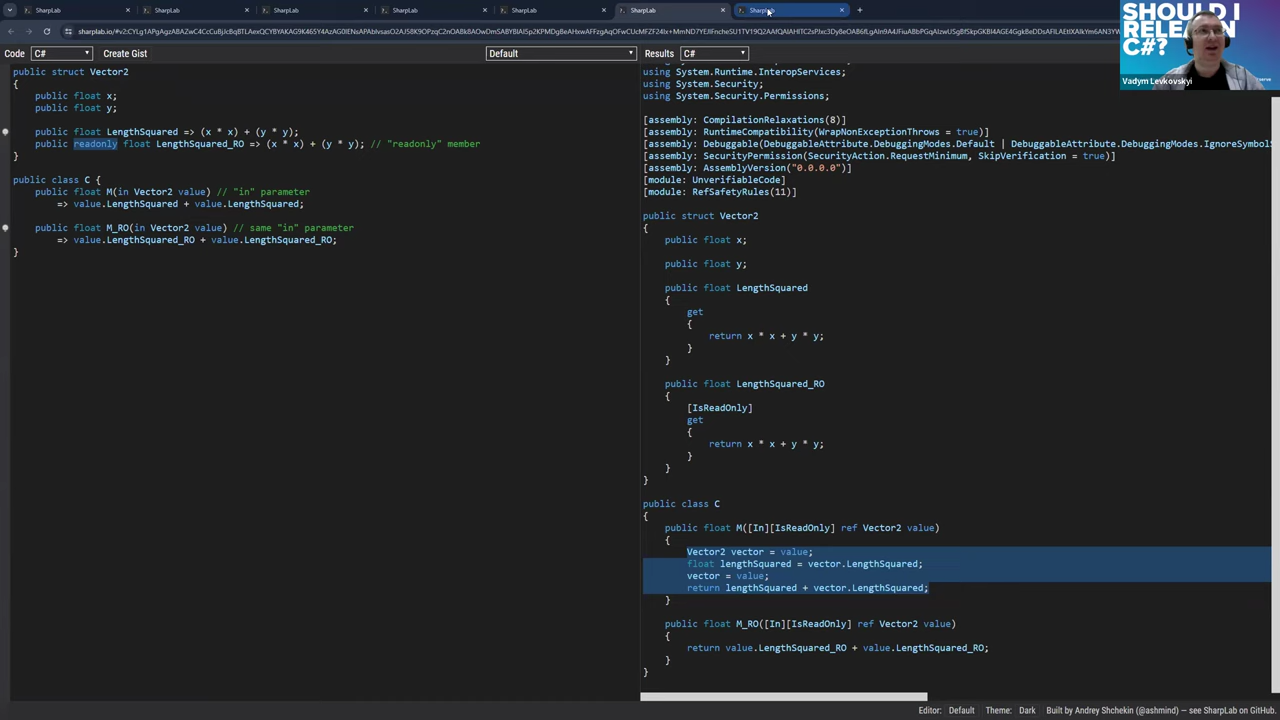 SharpLab
SharpLab
SharpLab
SharpLab
SharpLab
SharpLab
SharpLab
Code
C#
Create Gist
Default
Results
C#
public struct Vector2
{
public float x;
public float y;
public float LengthSquared => (x * x) + (y * y);
public readonly float LengthSquared_RO => (x * x) + (y * y); // "readonly" member
}
public class C {
public float M(in Vector2 value) // "in" parameter
=> value.LengthSquared + value.LengthSquared;
public float M_RO(in Vector2 value) // same "in" parameter
=> value.LengthSquared_RO + value.LengthSquared_RO;
}
using System.Runtime.InteropServices;
using System.Security;
using System.Security.Permissions;
[assembly: CompilationRelaxations(8)]
[assembly: RuntimeCompatibility(WrapNonExceptionThrows = true)]
[assembly: Debuggable(DebuggableAttribute.DebuggingModes.Default | DebuggableAttribute.DebuggingModes.IgnoreSymbolS
[assembly: SecurityPermission(SecurityAction.RequestMinimum, SkipVerification = true)]
[assembly: AssemblyVersion("0.0.0.0")]
[module: UnverifiableCode]
[module: RefSafetyRules(11)]
public struct Vector2
{
public float x;
public float y;
public float LengthSquared
{
get
{
return x * x + y * y;
}
}
public float LengthSquared_RO
{
[IsReadOnly]
get
{
return x * x + y * y;
}
}
}
public class C
{
public float M([In][IsReadOnly] ref Vector2 value)
{
Vector2 vector = value;
float lengthSquared = vector.LengthSquared;
vector = value;
return lengthSquared + vector.LengthSquared;
}
public float M_RO([In][IsReadOnly] ref Vector2 value)
{
return value.LengthSquared_RO + value.LengthSquared_RO;
}
}
Editor: Default Theme: Dark Built by Andrey Shchekin (@ashmind) — see SharpLab on GitHub.
SHOULD I
C#?
Vadym Levkovskyi